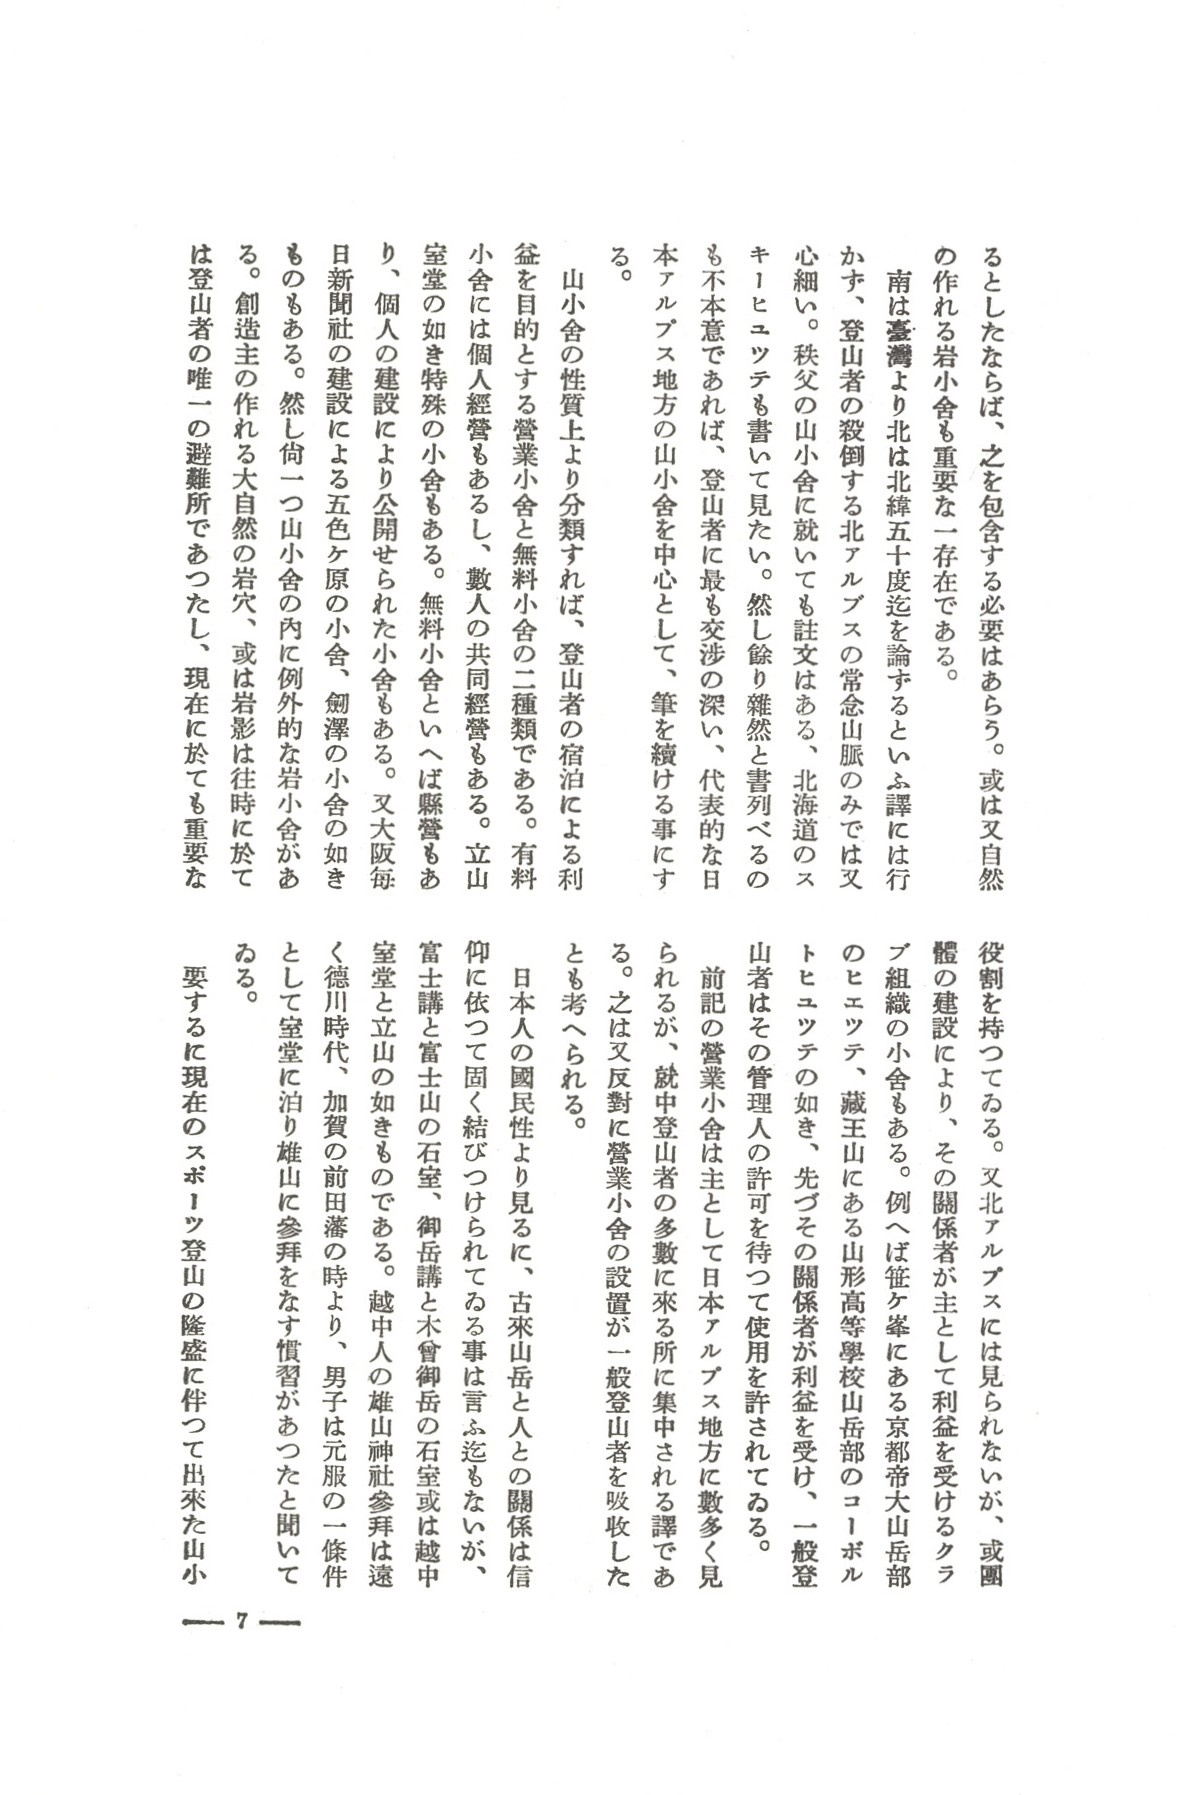 るとしたならば、之を包含する必要はあらう。或は又自然
の作れる岩小舍も重要な一存在である。
南は臺灣より北は北緯五十度迄を論ずるといふ譯には行
かず、登山者の殺倒する北アルプスの常念山脈のみでは又
心細い。秩父の山小舍に就いても註文はある、北海道のス
キーヒユツテも書いて見たい。然し餘り雜然と書列べるの
も不本意であれば、登山者に最も交渉の深い、代表的な日
本アルプス地方の山小舍を中心として、筆を續ける事にす
る。
山小舍の性質上より分類すれば、登山者の宿泊による利
益を目的とする營業小舍と無料小舍の二種類である。有料
小舍には個人經營もあるし、數人の共同經營もある。立山
室堂の如き特殊の小舍もある。無料小舍といへば縣營もあ
り、個人の建設により公開せられた小舍もある。又大阪每
日新聞社の建設による五色ケ原の小舍、劒澤の小舍の如き
ものもある。然し尙一つ山小舍の內に例外的な岩小舍があ
る。創造主の作れる大自然の岩穴、或は岩影は往時に於て
は登山者の唯一の避難所であつたし、現在に於ても重要な
役割を持つてゐる。又北アルプスには見られないが、或團
體の建設により、その關係者が主として利益を受けるクラ
ブ組織の小舍もある。例へば笹ケ峯にある京都帝大山岳部
のヒエツテ、藏王山にある山形高等學校山岳部のコーボル
トヒユツテの如き、先づその關係者が利益を受け、一般登
山者はその管理人の許可を待つて使用を許されてゐる。
前記の營業小舍は主として日本アルプス地方に數多く見
られるが、就中登山者の多數に來る所に集中される譯であ
る。之は又反對に營業小舍の設置が一般登山者を吸收した
とも考へられる。
日本人の國民性より見るに、古來山岳と人との關係は信
仰に依つて固く結びつけられてゐる事は言ふ迄もないが、
富士講と富士山の石室、御岳講と木曾御岳の石室或は越中
室堂と立山の如きものである。越中人の雄山神社參拜は遠
く德川時代、加賀の前田藩の時より、男子は元服の一條件
として室堂に泊り雄山に參拜をなす慣習があつたと聞いて
ゐる。
要するに現在のスポーツ登山の隆盛に伴つて出來た山小
— 7 —